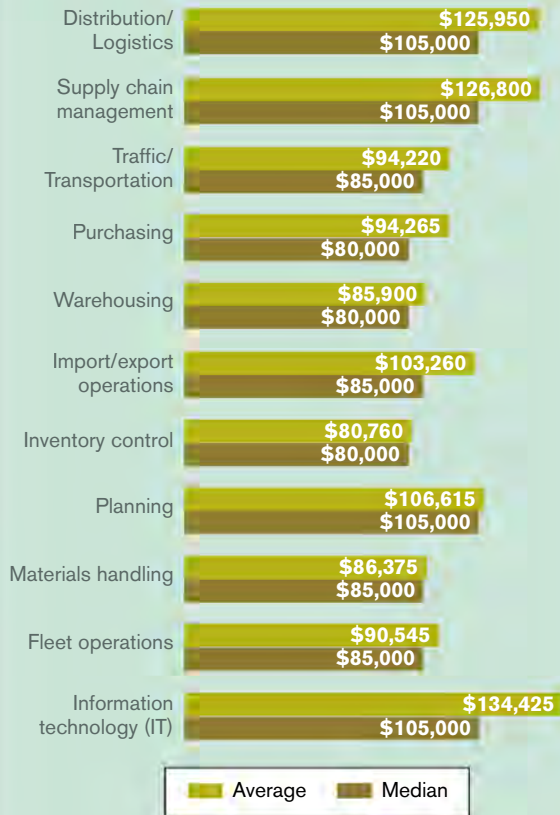 Distribution/
Logistics
$125,950
$105,000
Supply chain
management
$126,800
$105,000
Traffic/
Transportation
$94,220
$85,000
Purchasing
$94,265
$80,000
Warehousing
$85,900
$80,000
Import/export
operations
$103,260
$85,000
Inventory control
$80,760
$80,000
Planning
$106,615
$105,000
Materials handling
$86,375
$85,000
Fleet operations
$90,545
$85,000
Information
technology (IT)
$134,425
$105,000
Average
Median